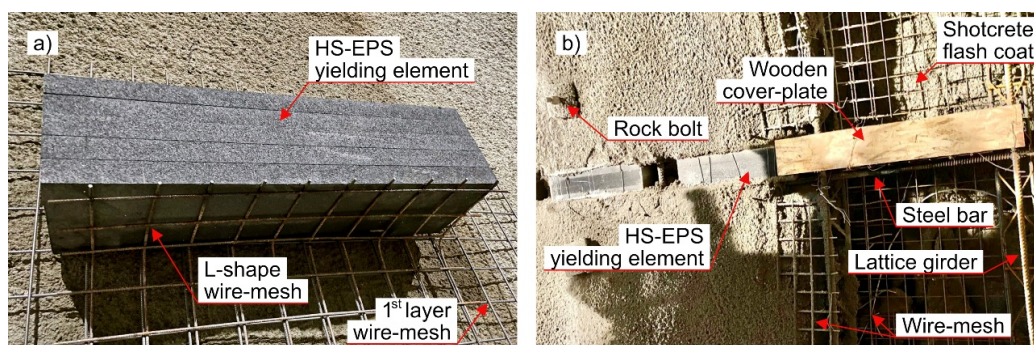 a)
HS-EPS
yielding element
L-shape
wire-mesh
1st layer
wire-mesh
b)
Shotcrete
flash coat
Wooden
cover-plate
Rock bolt
Steel bar
HS-EPS
yielding element
Lattice girder
Wire-mesh